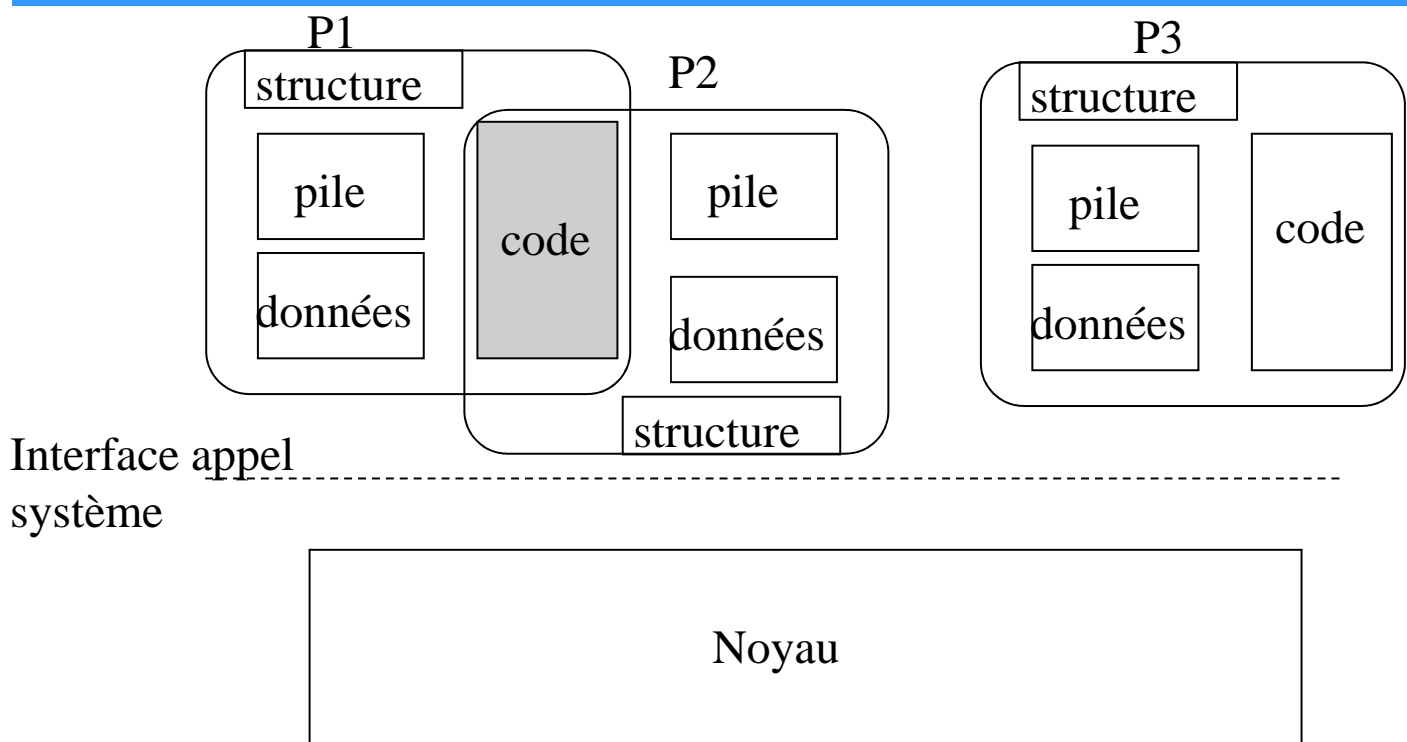 P1
structure
pile
données
code
P2
pile
données
structure
P3
structure
pile
données
code
Interface appel
système
Noyau